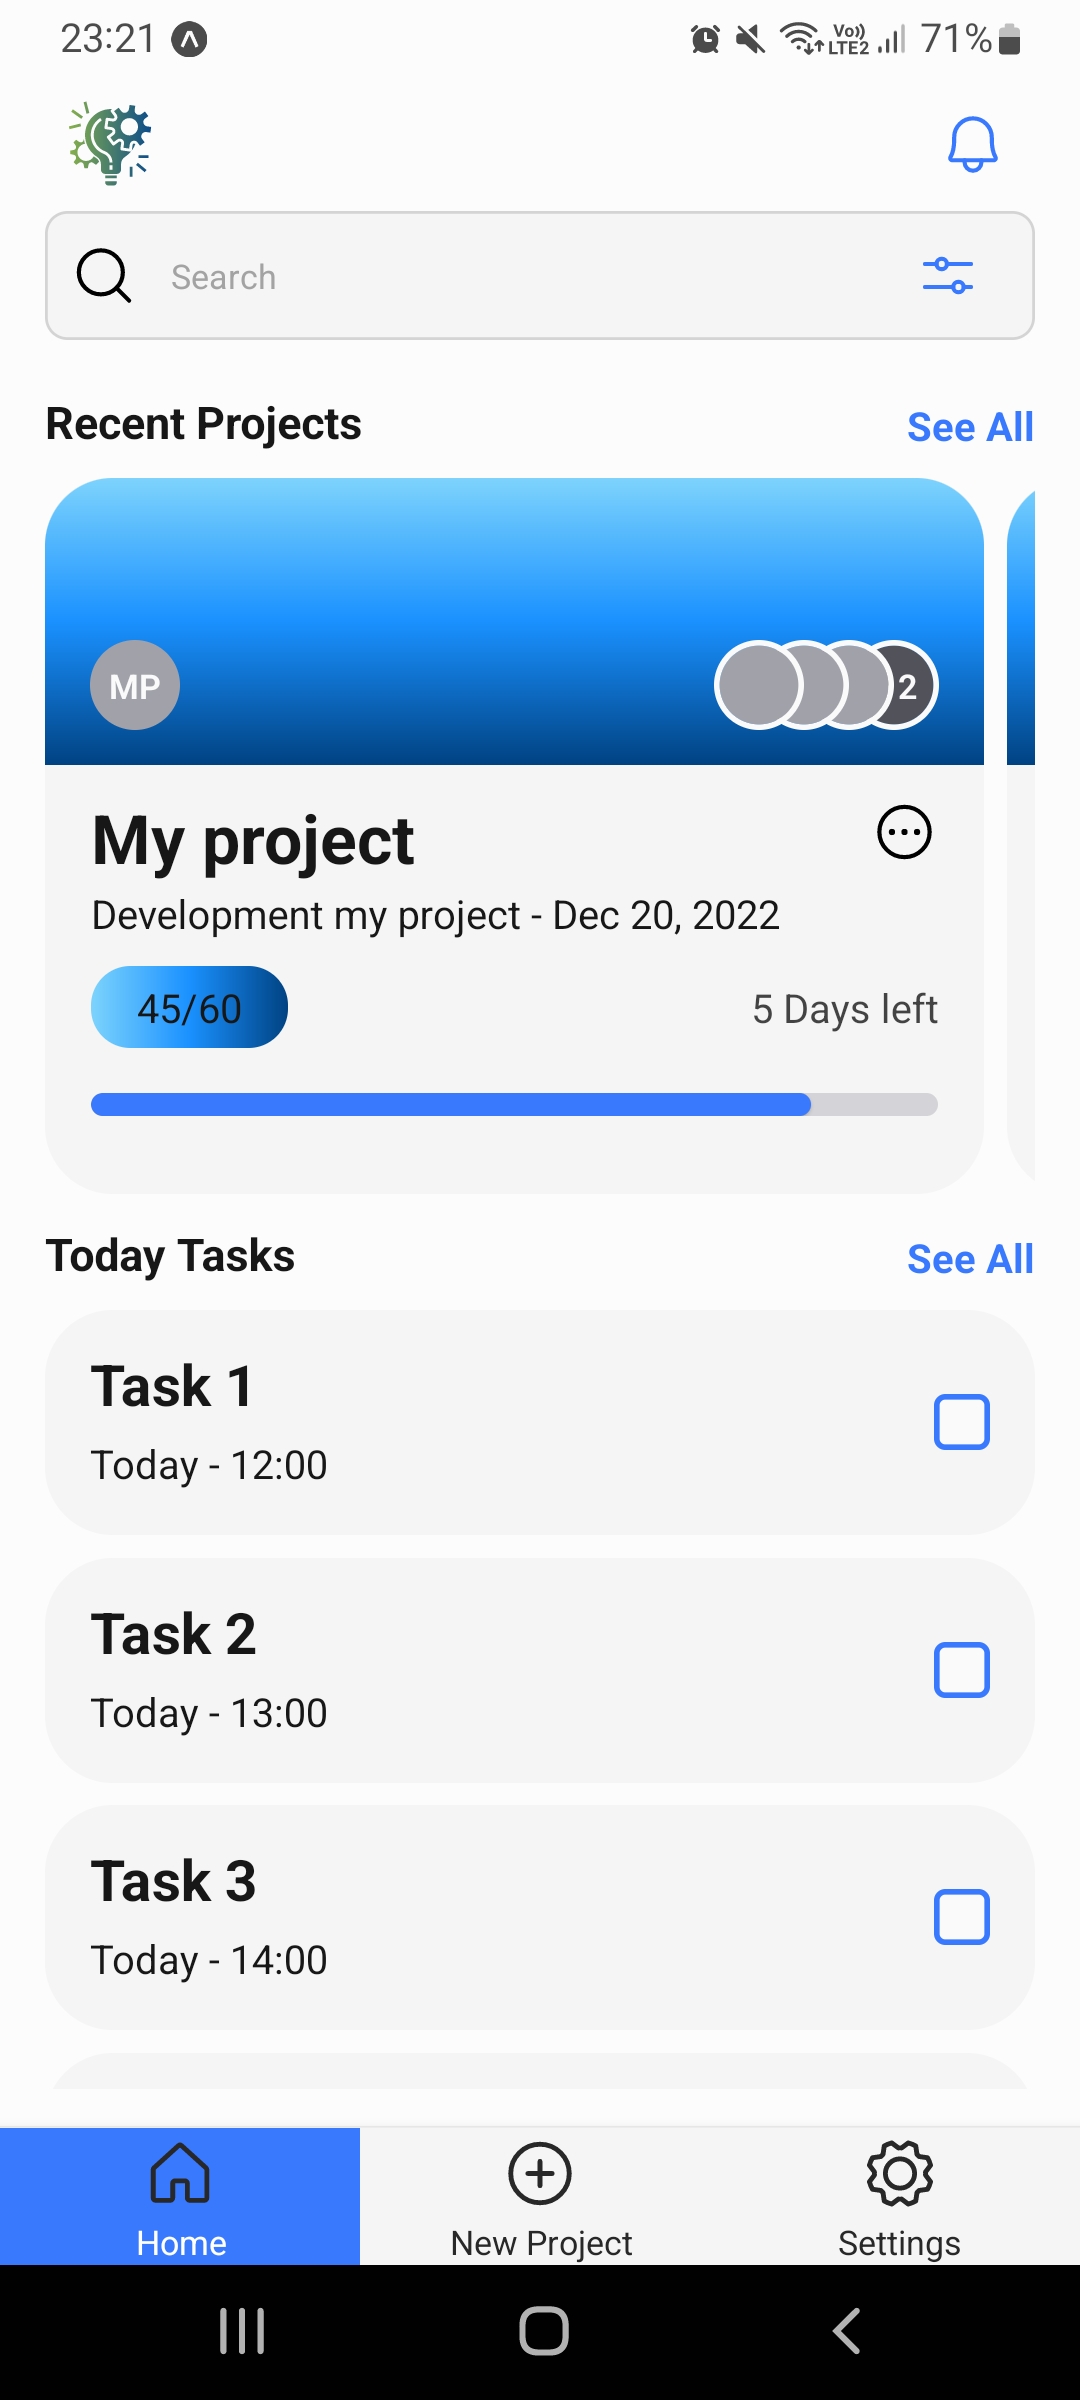 23:21 Vo)) LTE2 71%
Search
Recent Projects See All
MP 2
My project
Development my project - Dec 20, 2022
45/60 5 Days left
Today Tasks See All
Task 1
Today - 12:00
Task 2
Today - 13:00
Task 3
Today - 14:00
Home New Project Settings